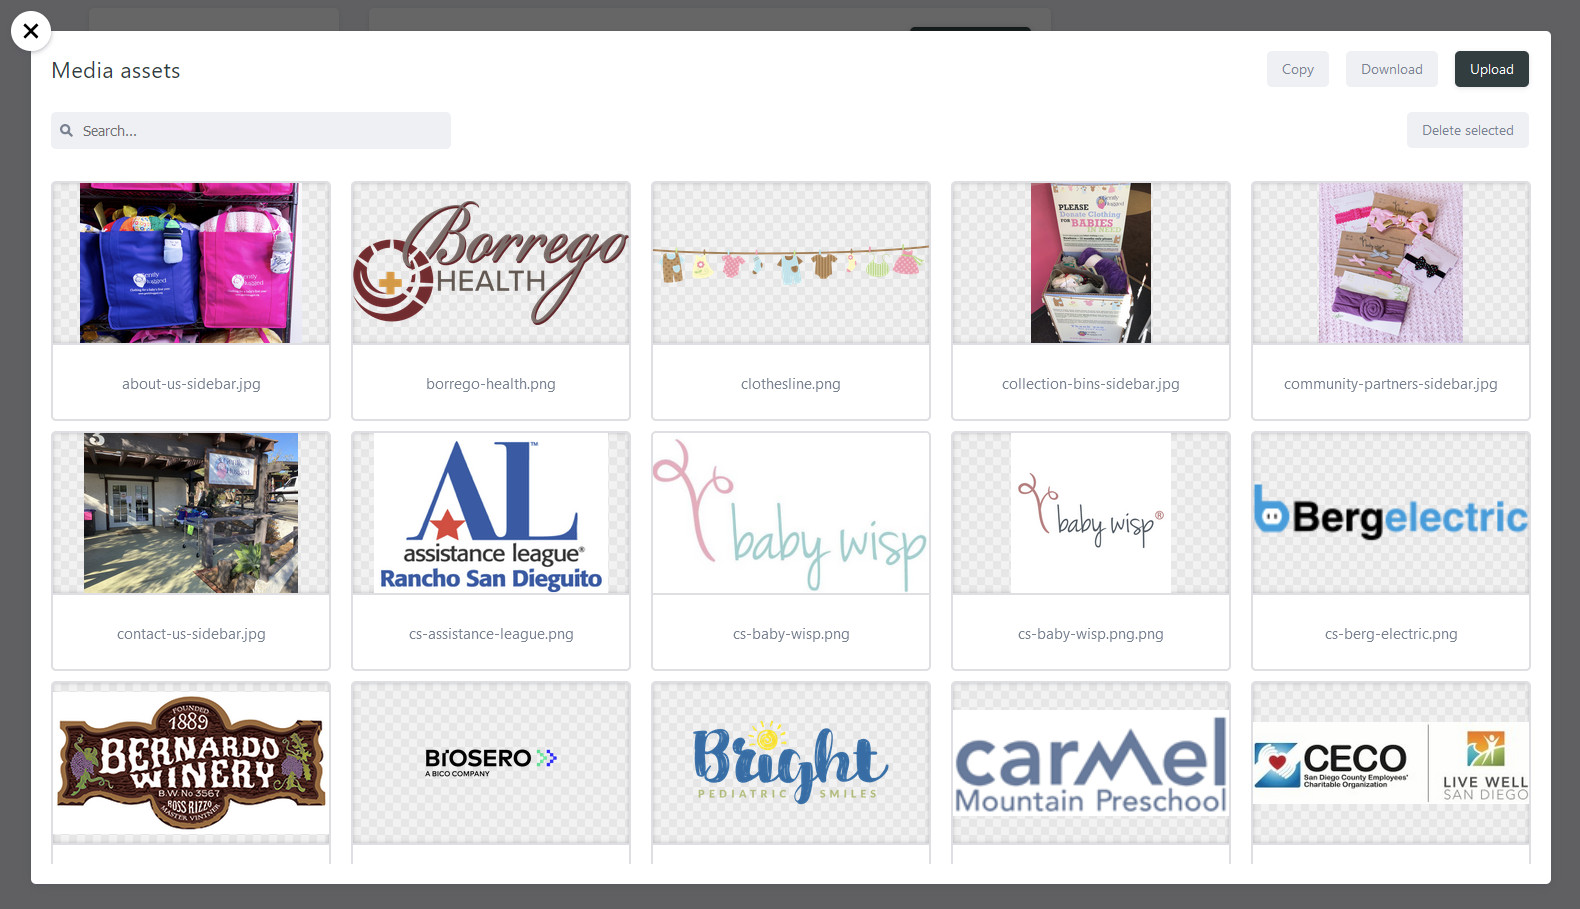 Media assets
Copy
Download
Upload
Search...
Delete selected
Borrego
HEALTH
PLEASE
Donate Clothing
FOR BABIES
IN NEED
about-us-sidebar.jpg
borrego-health.png
clothesline.png
collection-bins-sidebar.jpg
community-partners-sidebar.jpg
3
AL™
assistance league®
Rancho San Dieguito
baby wisp
baby wisp®
Bergelectric
contact-us-sidebar.jpg
cs-assistance-league.png
cs-baby-wisp.png
cs-baby-wisp.png.png
cs-berg-electric.png
FOUNDED
1889
BERNARDO
WINERY
B.W. No 3567
ROSS RIZZO
MASTER VINTNER
BIOSERO
A BICO COMPANY
Bright
PEDIATRIC SMILES
carmel
Mountain Preschool
CECO
San Diego County Employees'
Charitable Organization
LIVE WELL
SAN DIEGO